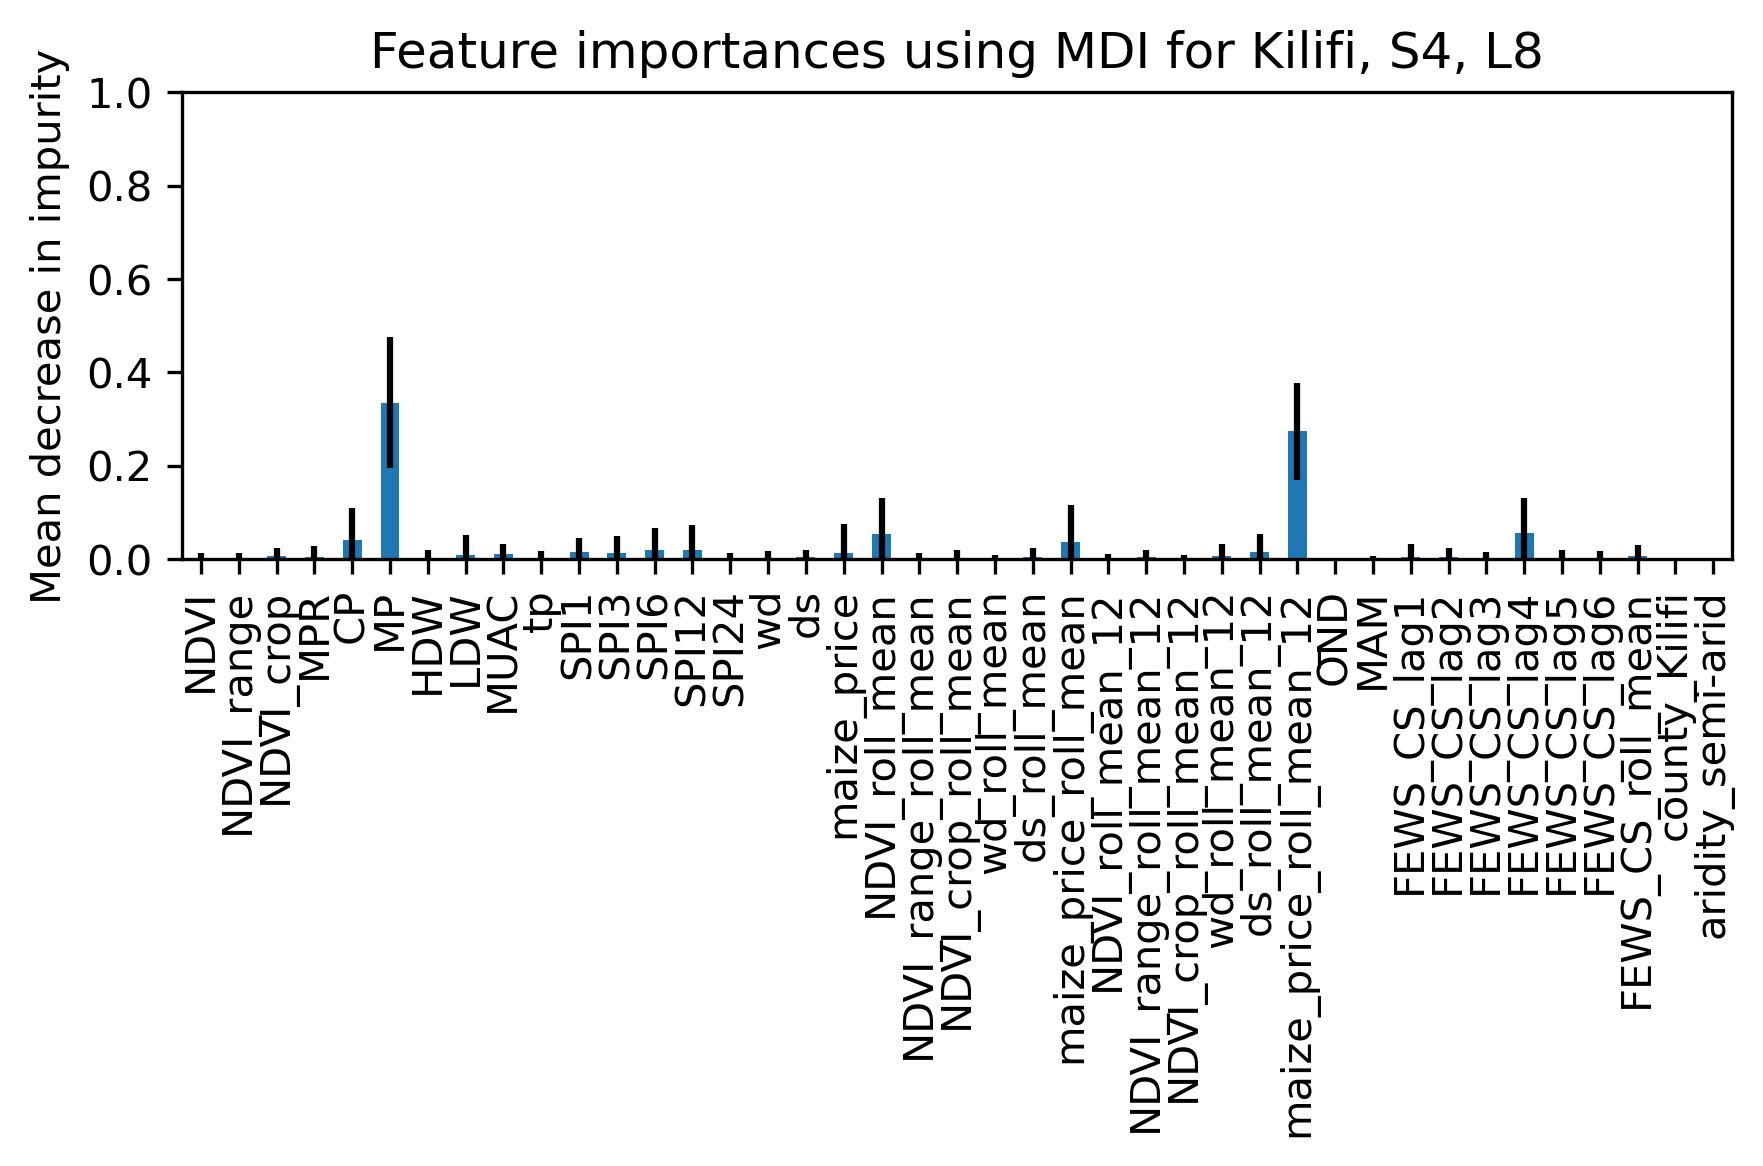 Feature importances using MDI for Kilifi, S4, L8
Mean decrease in impurity
1.0
0.8
0.6
0.4
0.2
0.0
NDVI
NDVI_range
NDVI_crop
MPR
CP
MP
HDW
LDW
MUAC
tp
SPI1
SPI3
SPI6
SPI12
SPI24
wd
ds
maize_price
NDVI_roll_mean
NDVI_range_roll_mean
NDVI_crop_roll_mean
wd_roll_mean
ds_roll_mean
maize_price_roll_mean
NDVI_roll_mean_12
NDVI_range_roll_mean_12
NDVI_crop_roll_mean_12
wd_roll_mean_12
ds_roll_mean_12
maize_price_roll_mean_12
OND
MAM
FEWS_CS_lag1
FEWS_CS_lag2
FEWS_CS_lag3
FEWS_CS_lag4
FEWS_CS_lag5
FEWS_CS_lag6
FEWS_CS_roll_mean
county_Kilifi
aridity_semi-arid